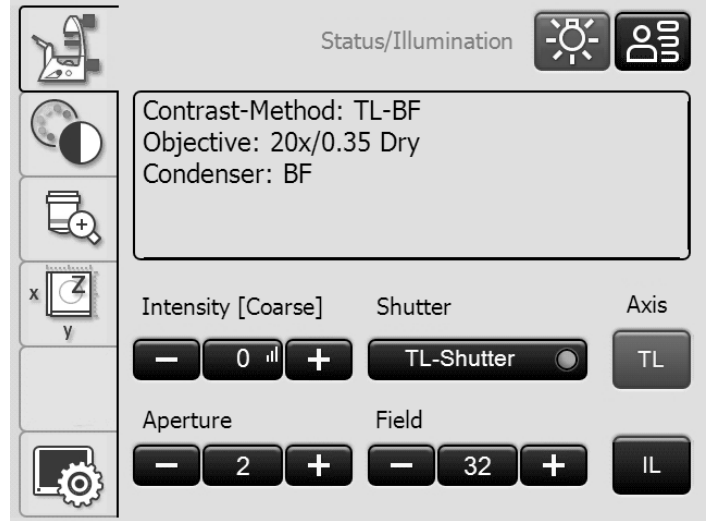 Status/Illumination
Contrast-Method: TL-BF
Objective: 20x/0.35 Dry
Condenser: BF
Z
x
y
Intensity [Coarse] Shutter Axis
0 TL-Shutter TL
Aperture Field
2 32 IL